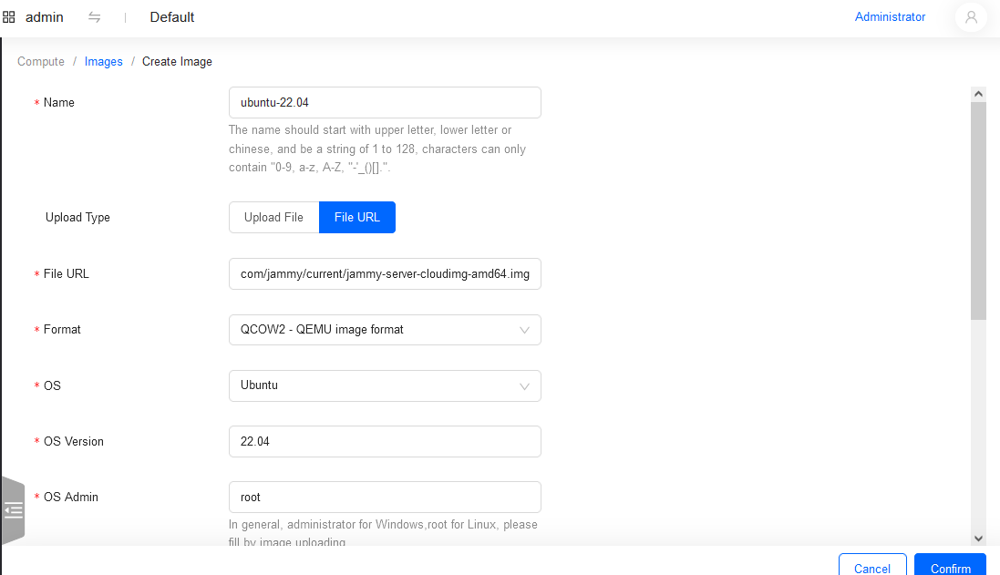 admin Default Administrator
Compute / Images / Create Image
* Name ubuntu-22.04
The name should start with upper letter, lower letter or
chinese, and be a string of 1 to 128, characters can only
contain "0-9, a-z, A-Z, "-'_()[].".
Upload Type Upload File File URL
* File URL com/jammy/current/jammy-server-cloudimg-amd64.img
* Format QCOW2 - QEMU image format
* OS Ubuntu
* OS Version 22.04
* OS Admin root
In general, administrator for Windows,root for Linux, please
fill by image uploading
Cancel Confirm